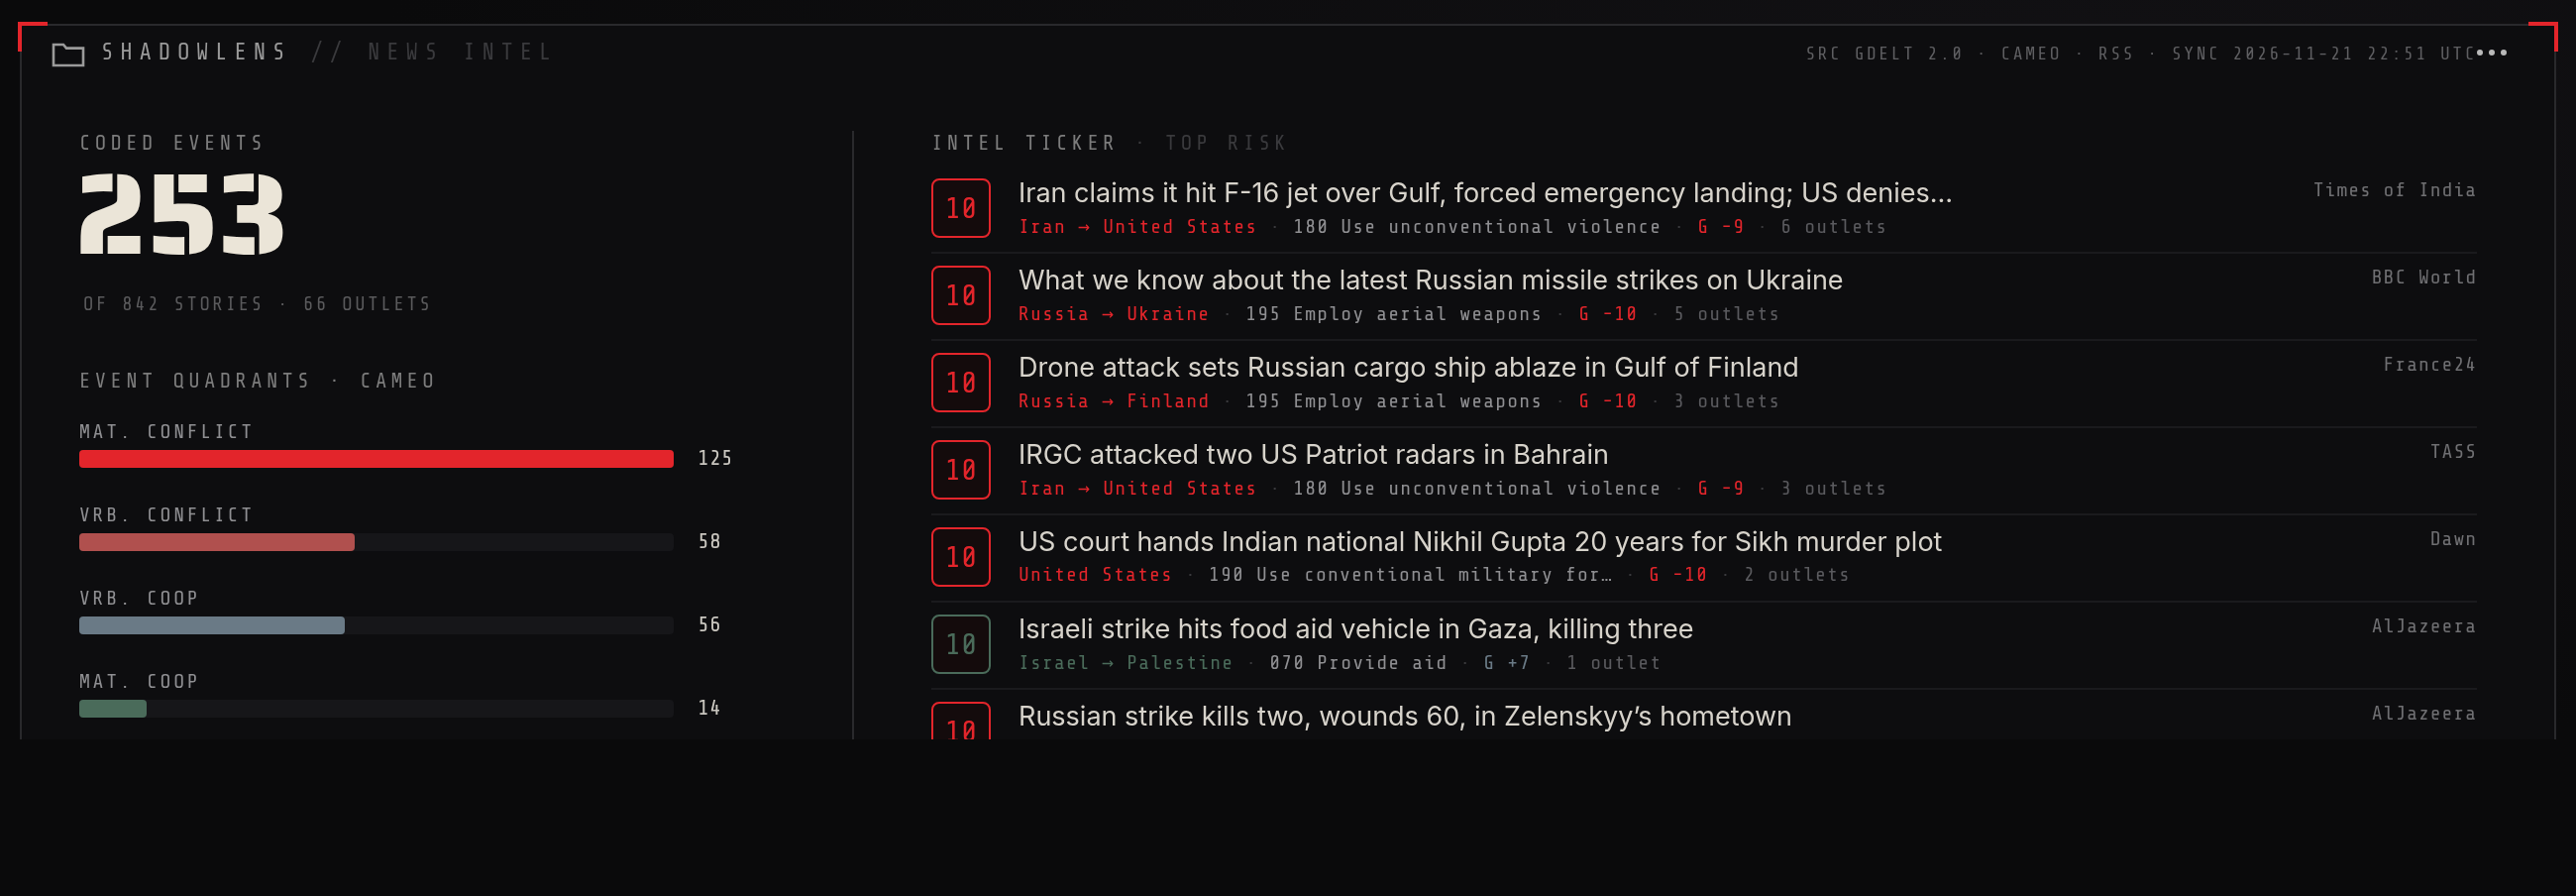 SHADOWLENS // NEWS INTEL
SRC GDELT 2.0 · CAMEO · RSS · SYNC 2026-11-21 22:51 UTC
CODED EVENTS
253
OF 842 STORIES · 66 OUTLETS
EVENT QUADRANTS · CAMEO
MAT. CONFLICT
125
VRB. CONFLICT
58
VRB. COOP
56
MAT. COOP
14
INTEL TICKER · TOP RISK
10
Iran claims it hit F-16 jet over Gulf, forced emergency landing; US denies…
Times of India
Iran → United States · 180 Use unconventional violence · G -9 · 6 outlets
10
What we know about the latest Russian missile strikes on Ukraine
BBC World
Russia → Ukraine · 195 Employ aerial weapons · G -10 · 5 outlets
10
Drone attack sets Russian cargo ship ablaze in Gulf of Finland
France24
Russia → Finland · 195 Employ aerial weapons · G -10 · 3 outlets
10
IRGC attacked two US Patriot radars in Bahrain
TASS
Iran → United States · 180 Use unconventional violence · G -9 · 3 outlets
10
US court hands Indian national Nikhil Gupta 20 years for Sikh murder plot
Dawn
United States · 190 Use conventional military for… · G -10 · 2 outlets
10
Israeli strike hits food aid vehicle in Gaza, killing three
AlJazeera
Israel → Palestine · 070 Provide aid · G +7 · 1 outlet
10
Russian strike kills two, wounds 60, in Zelenskyy’s hometown
AlJazeera